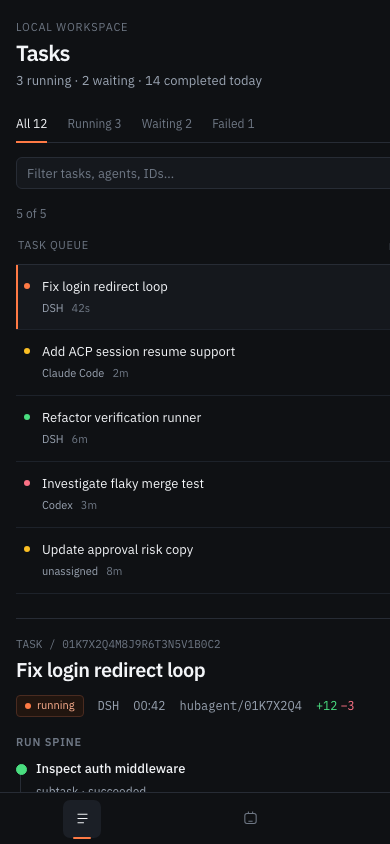 LOCAL WORKSPACE
Tasks
3 running · 2 waiting · 14 completed today
All 12 Running 3 Waiting 2 Failed 1
Filter tasks, agents, IDs...
5 of 5
TASK QUEUE
Fix login redirect loop
DSH 42s
Add ACP session resume support
Claude Code 2m
Refactor verification runner
DSH 6m
Investigate flaky merge test
Codex 3m
Update approval risk copy
unassigned 8m
TASK / 01K7X2Q4M8J9R6T3N5V1B0C2
Fix login redirect loop
running DSH 00:42 hubagent/01K7X2Q4 +12 −3
RUN SPINE
Inspect auth middleware
subtask · succeeded